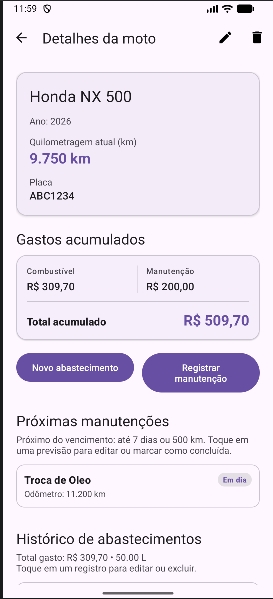 11:59
Detalhes da moto
Honda NX 500
Ano: 2026
Quilometragem atual (km)
9.750 km
Placa
ABC1234
Gastos acumulados
Combustível
R$ 309,70
Manutenção
R$ 200,00
Total acumulado
R$ 509,70
Novo abastecimento
Registrar
manutenção
Próximas manutenções
Próximo do vencimento: até 7 dias ou 500 km. Toque em
uma previsão para editar ou marcar como concluída.
Troca de Oleo
Em dia
Odômetro: 11.200 km
Histórico de abastecimentos
Total gasto: R$ 309,70 • 50,00 L
Toque em um registro para editar ou excluir.